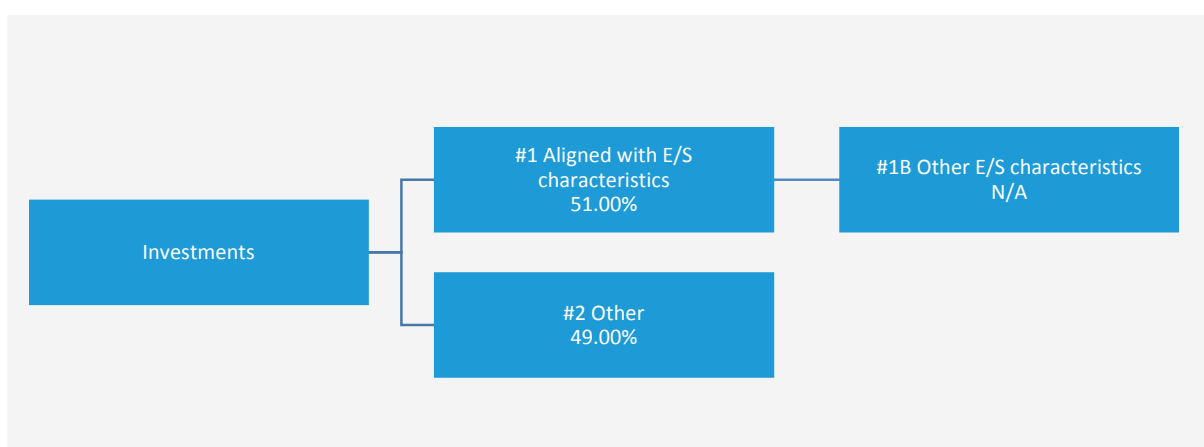 Investments
#1 Aligned with E/S
characteristics
51.00%
#1B Other E/S characteristics
N/A
#2 Other
49.00%